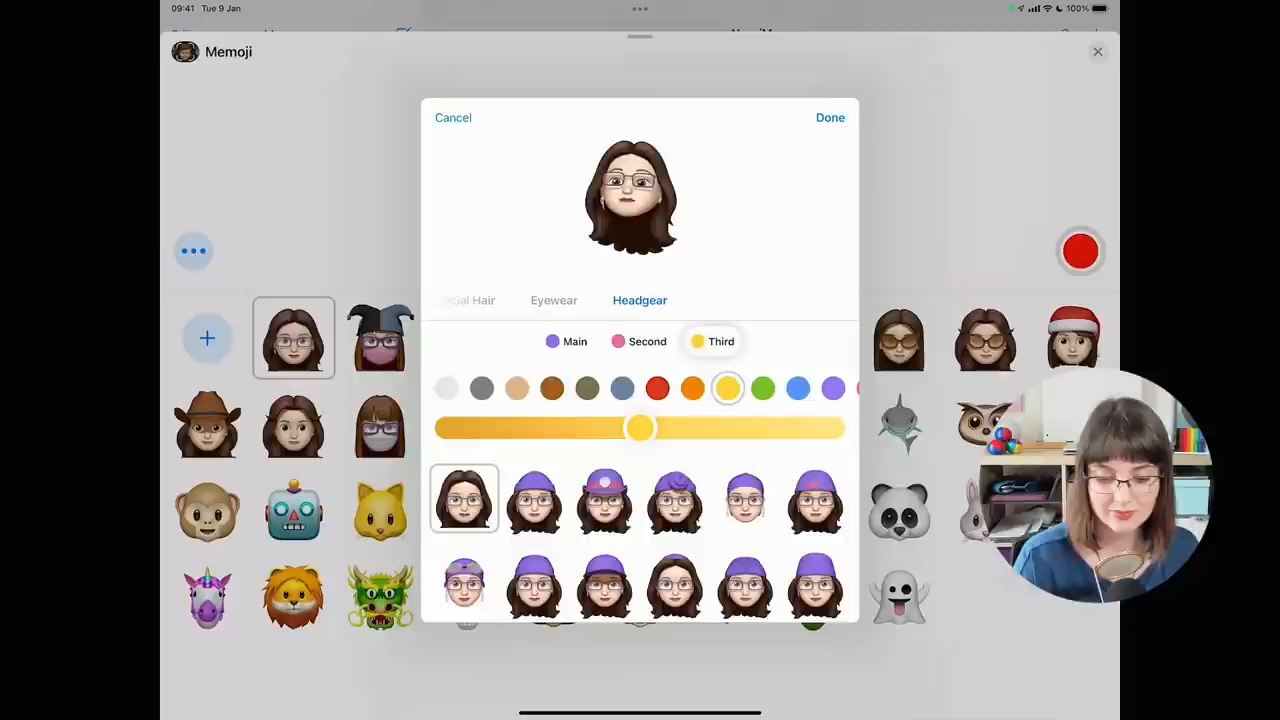 09:41 Tue 9 Jan
100%
Memoji
Cancel
Done
Eyewear
Headgear
Main
Second
Third